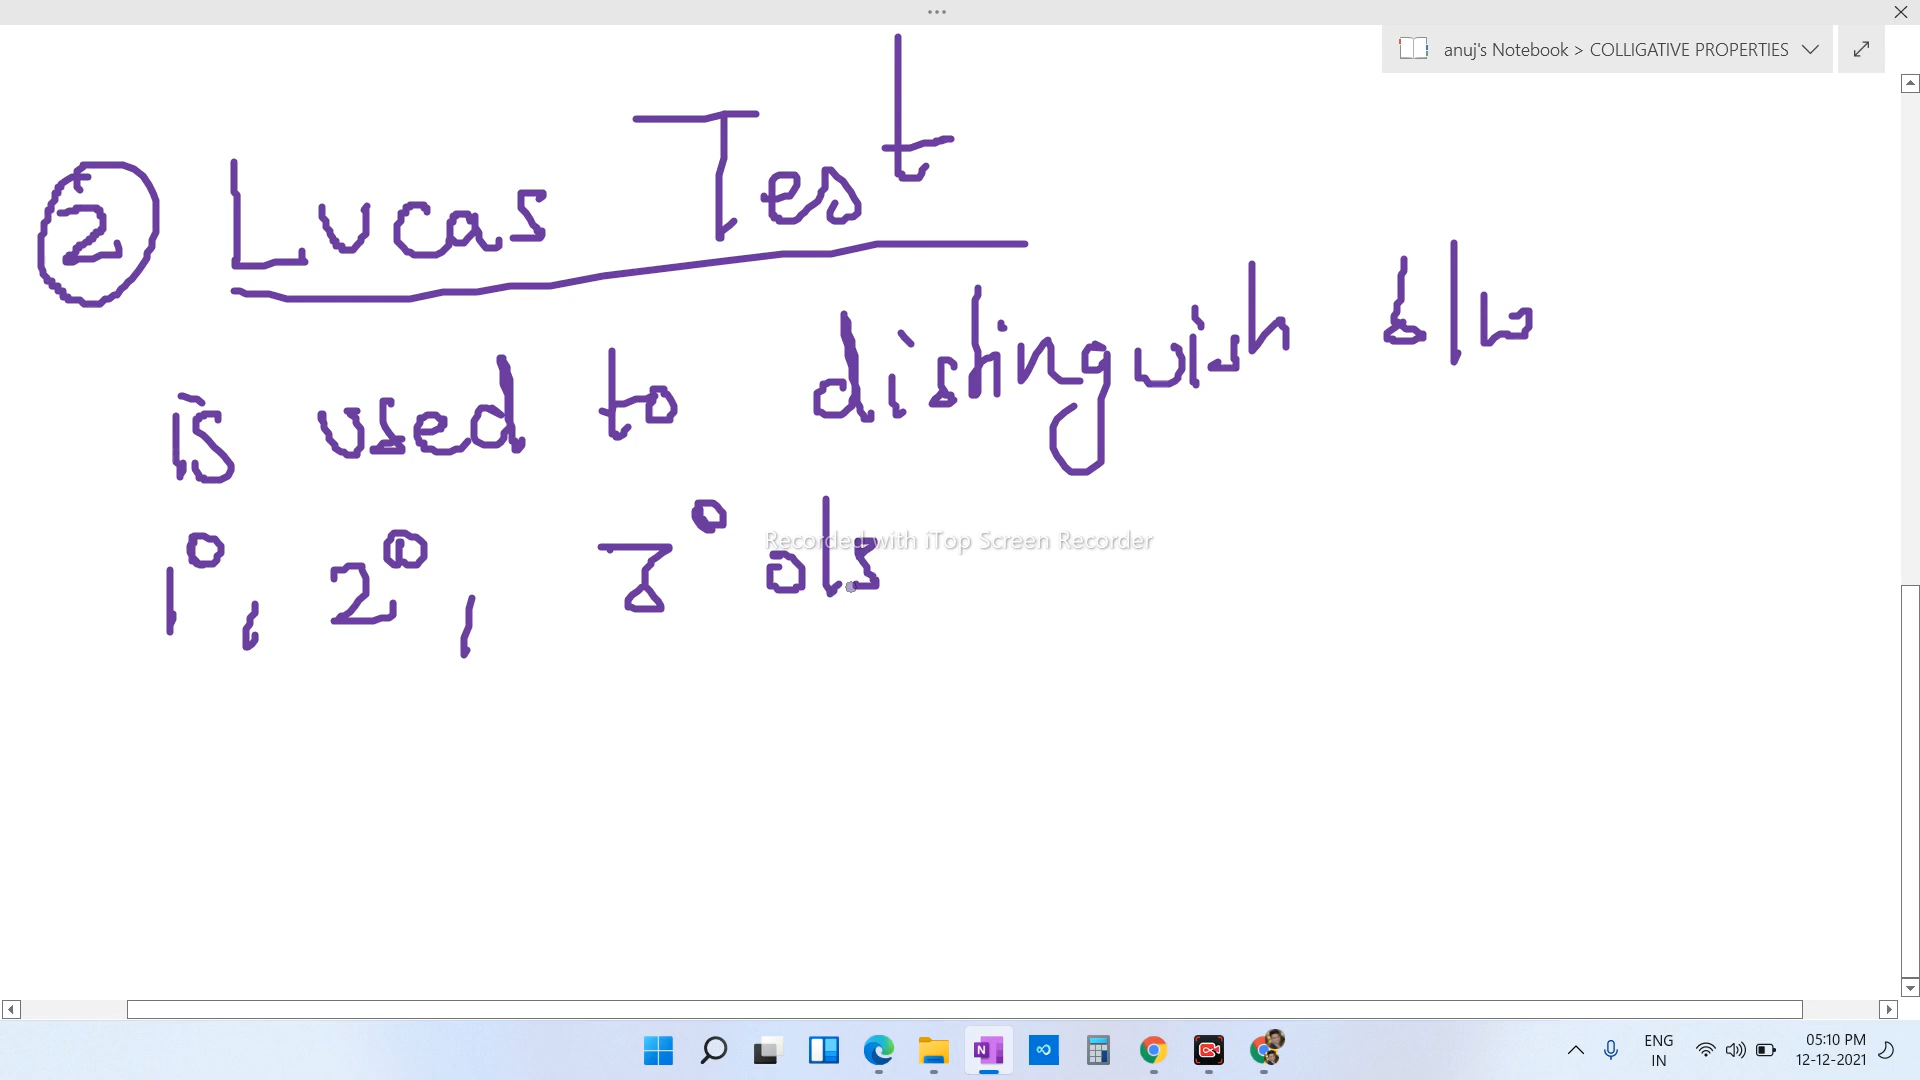 anuj's Notebook > COLLIGATIVE PROPERTIES
② Lucas Test
is used to distinguish b/w
1°, 2°, 3° ols
Recorded with iTop Screen Recorder
ENG
IN
05:10 PM
12-12-2021